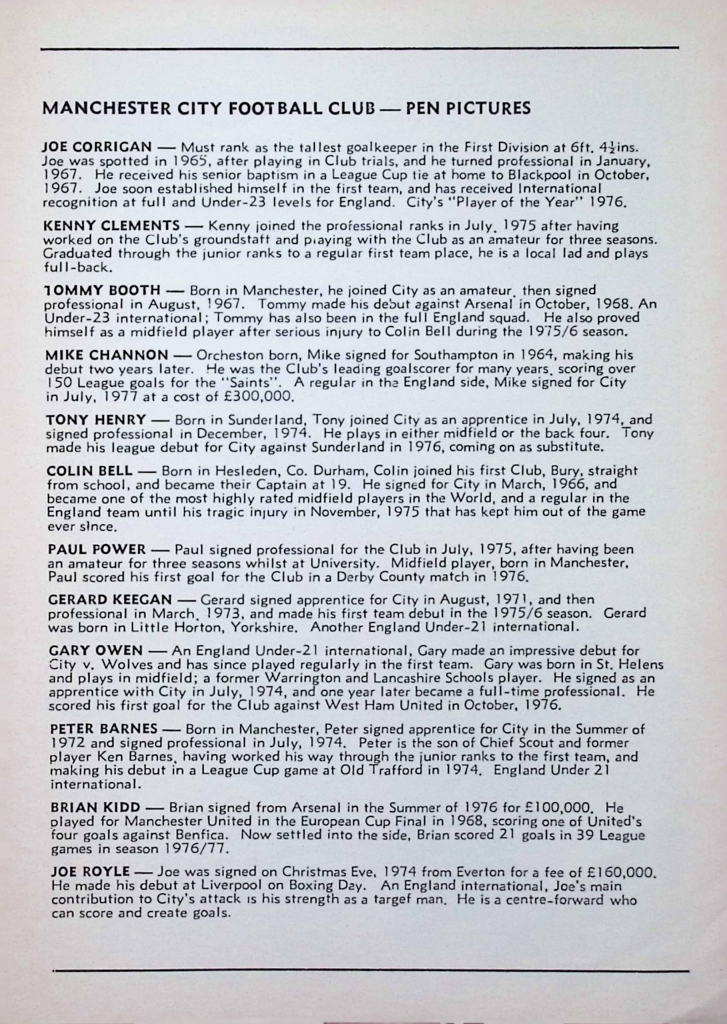 MANCHESTER CITY FOOTBALL CLUB — PEN PICTURES
JOE CORRIGAN — Must rank as the tallest goalkeeper in the First Division at 6ft. 4½ins.
Joe was spotted in 1965, after playing in Club trials, and he turned professional in January,
1967. He received his senior baptism in a League Cup tie at home to Blackpool in October,
1967. Joe soon established himself in the first team, and has received International
recognition at full and Under-23 levels for England. City's "Player of the Year" 1976.
KENNY CLEMENTS — Kenny joined the professional ranks in July, 1975 after having
worked on the Club's groundstaff and playing with the Club as an amateur for three seasons.
Graduated through the junior ranks to a regular first team place, he is a local lad and plays
full-back.
TOMMY BOOTH — Born in Manchester, he joined City as an amateur, then signed
professional in August, 1967. Tommy made his debut against Arsenal in October, 1968. An
Under-23 international; Tommy has also been in the full England squad. He also proved
himself as a midfield player after serious injury to Colin Bell during the 1975/6 season.
MIKE CHANNON — Orcheston born, Mike signed for Southampton in 1964, making his
debut two years later. He was the Club's leading goalscorer for many years, scoring over
150 League goals for the "Saints". A regular in the England side, Mike signed for City
in July, 1977 at a cost of £300,000.
TONY HENRY — Born in Sunderland, Tony joined City as an apprentice in July, 1974, and
signed professional in December, 1974. He plays in either midfield or the back four. Tony
made his league debut for City against Sunderland in 1976, coming on as substitute.
COLIN BELL — Born in Hesleden, Co. Durham, Colin joined his first Club, Bury, straight
from school, and became their Captain at 19. He signed for City in March, 1966, and
became one of the most highly rated midfield players in the World, and a regular in the
England team until his tragic injury in November, 1975 that has kept him out of the game
ever since.
PAUL POWER — Paul signed professional for the Club in July, 1975, after having been
an amateur for three seasons whilst at University. Midfield player, born in Manchester,
Paul scored his first goal for the Club in a Derby County match in 1976.
GERARD KEEGAN — Gerard signed apprentice for City in August, 1971, and then
professional in March, 1973, and made his first team debut in the 1975/6 season. Gerard
was born in Little Horton, Yorkshire. Another England Under-21 international.
GARY OWEN — An England Under-21 international, Gary made an impressive debut for
City v. Wolves and has since played regularly in the first team. Gary was born in St. Helens
and plays in midfield; a former Warrington and Lancashire Schools player. He signed as an
apprentice with City in July, 1974, and one year later became a full-time professional. He
scored his first goal for the Club against West Ham United in October, 1976.
PETER BARNES — Born in Manchester, Peter signed apprentice for City in the Summer of
1972 and signed professional in July, 1974. Peter is the son of Chief Scout and former
player Ken Barnes, having worked his way through the junior ranks to the first team, and
making his debut in a League Cup game at Old Trafford in 1974. England Under 21
international.
BRIAN KIDD — Brian signed from Arsenal in the Summer of 1976 for £100,000. He
played for Manchester United in the European Cup Final in 1968, scoring one of United's
four goals against Benfica. Now settled into the side, Brian scored 21 goals in 39 League
games in season 1976/77.
JOE ROYLE — Joe was signed on Christmas Eve, 1974 from Everton for a fee of £160,000.
He made his debut at Liverpool on Boxing Day. An England international, Joe's main
contribution to City's attack is his strength as a target man. He is a centre-forward who
can score and create goals.